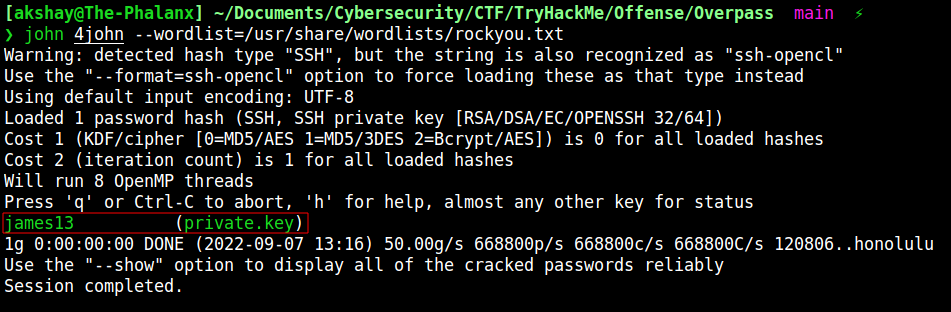 [akshay@The-Phalanx] ~/Documents/Cybersecurity/CTF/TryHackMe/Offense/Overpass main ⚡
❯ john 4john --wordlist=/usr/share/wordlists/rockyou.txt
Warning: detected hash type "SSH", but the string is also recognized as "ssh-opencl"
Use the "--format=ssh-opencl" option to force loading these as that type instead
Using default input encoding: UTF-8
Loaded 1 password hash (SSH, SSH private key [RSA/DSA/EC/OPENSSH 32/64])
Cost 1 (KDF/cipher [0=MD5/AES 1=MD5/3DES 2=Bcrypt/AES]) is 0 for all loaded hashes
Cost 2 (iteration count) is 1 for all loaded hashes
Will run 8 OpenMP threads
Press 'q' or Ctrl-C to abort, 'h' for help, almost any other key for status
james13          (private.key)
1g 0:00:00:00 DONE (2022-09-07 13:16) 50.00g/s 668800p/s 668800c/s 668800C/s 120806..honolulu
Use the "--show" option to display all of the cracked passwords reliably
Session completed.